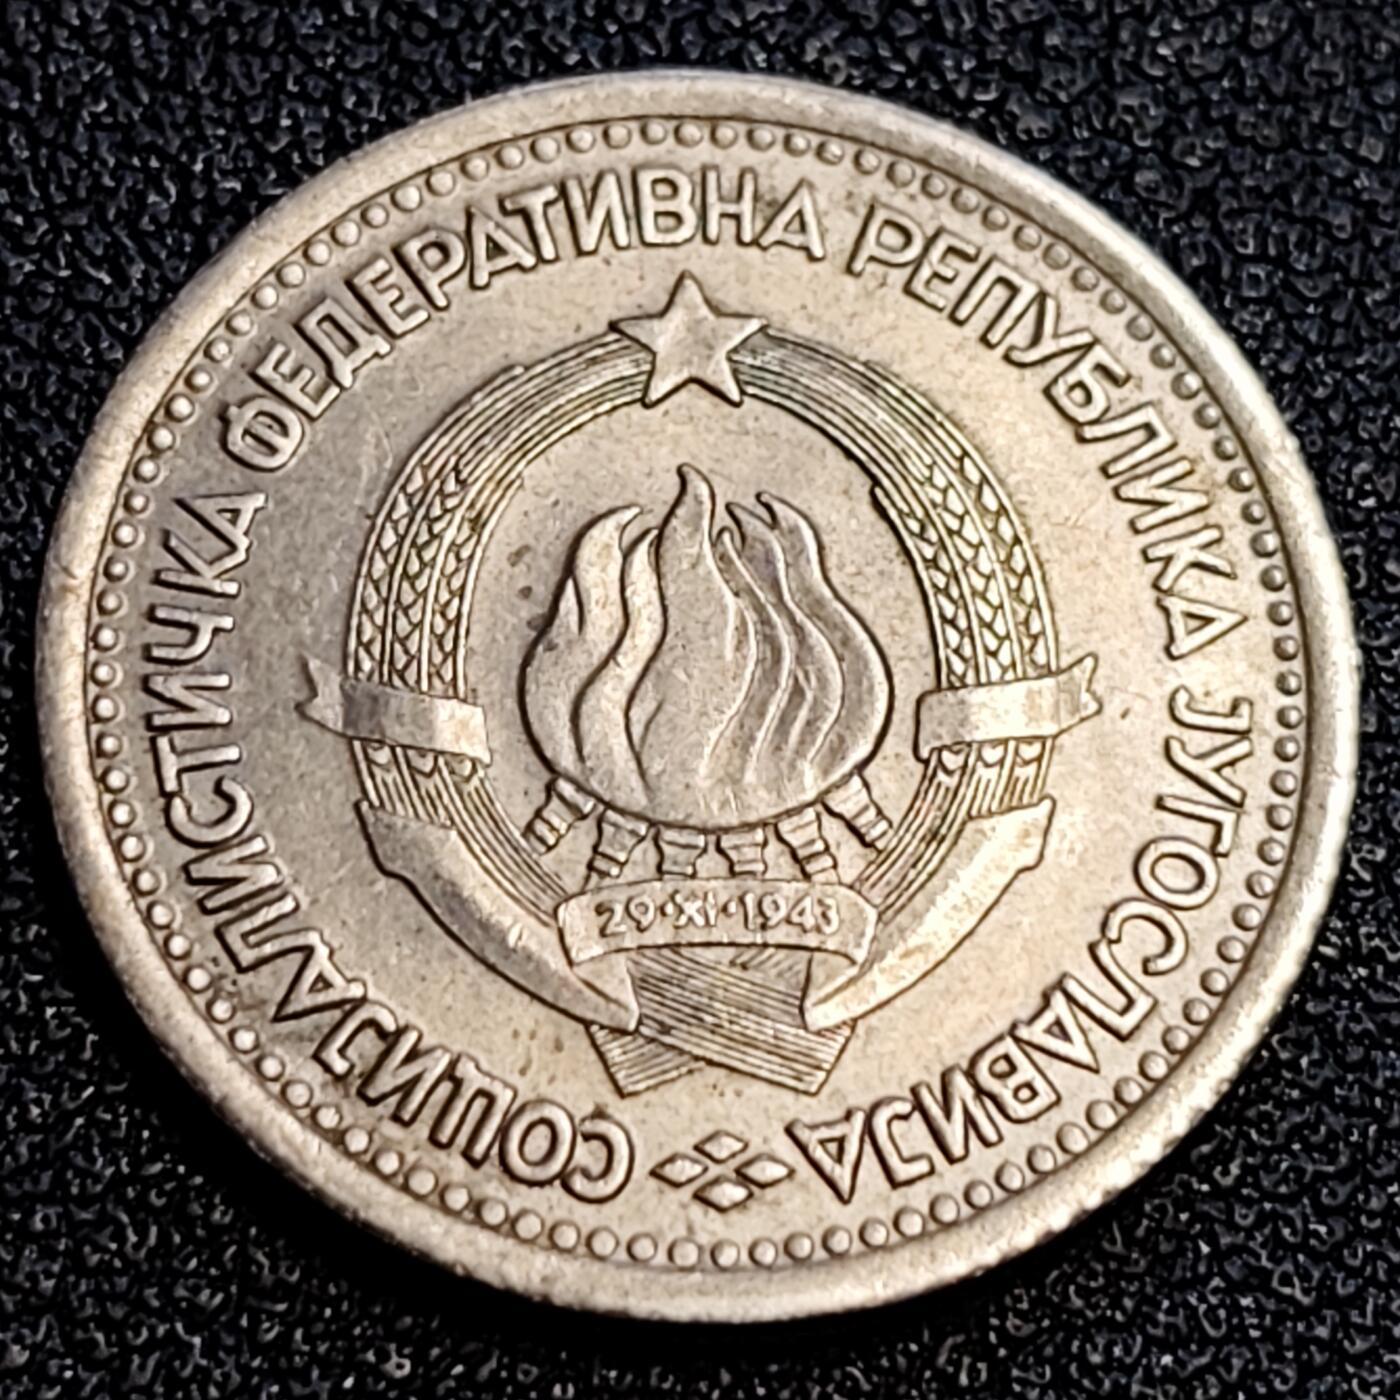 СОЦИЈАЛИСТИЧКА ФЕДЕРАТИВНА РЕПУБЛИКА ЈУГОСЛАВИЈА
29·XI·1943